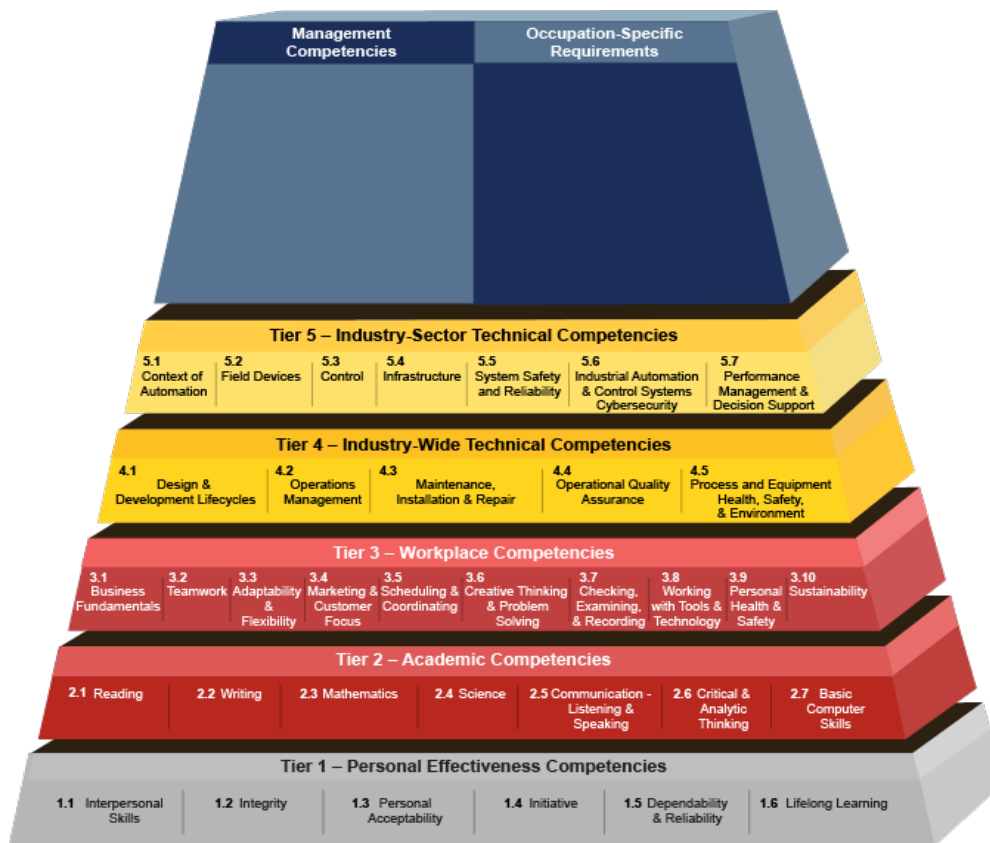 Management
Competencies
Occupation-Specific
Requirements
Tier 5 – Industry-Sector Technical Competencies
5.1
Context of
Automation
5.2
Field Devices
5.3
Control
5.4
Infrastructure
5.5
System Safety
and Reliability
5.6
Industrial Automation
& Control Systems
Cybersecurity
5.7
Performance
Management &
Decision Support
Tier 4 – Industry-Wide Technical Competencies
4.1
Design &
Development Lifecycles
4.2
Operations
Management
4.3
Maintenance,
Installation & Repair
4.4
Operational Quality
Assurance
4.5
Process and Equipment
Health, Safety,
& Environment
Tier 3 – Workplace Competencies
3.1
Business
Fundamentals
3.2
Teamwork
3.3
Adaptability
&
Flexibility
3.4
Marketing &
Customer
Focus
3.5
Scheduling &
Coordinating
3.6
Creative Thinking
& Problem
Solving
3.7
Checking,
Examining,
& Recording
3.8
Working
with Tools &
Technology
3.9
Personal
Health &
Safety
3.10
Sustainability
Tier 2 – Academic Competencies
2.1 Reading
2.2 Writing
2.3 Mathematics
2.4 Science
2.5 Communication -
Listening &
Speaking
2.6 Critical &
Analytic
Thinking
2.7 Basic
Computer
Skills
Tier 1 – Personal Effectiveness Competencies
1.1 Interpersonal
Skills
1.2 Integrity
1.3 Personal
Acceptability
1.4 Initiative
1.5 Dependability
& Reliability
1.6 Lifelong Learning